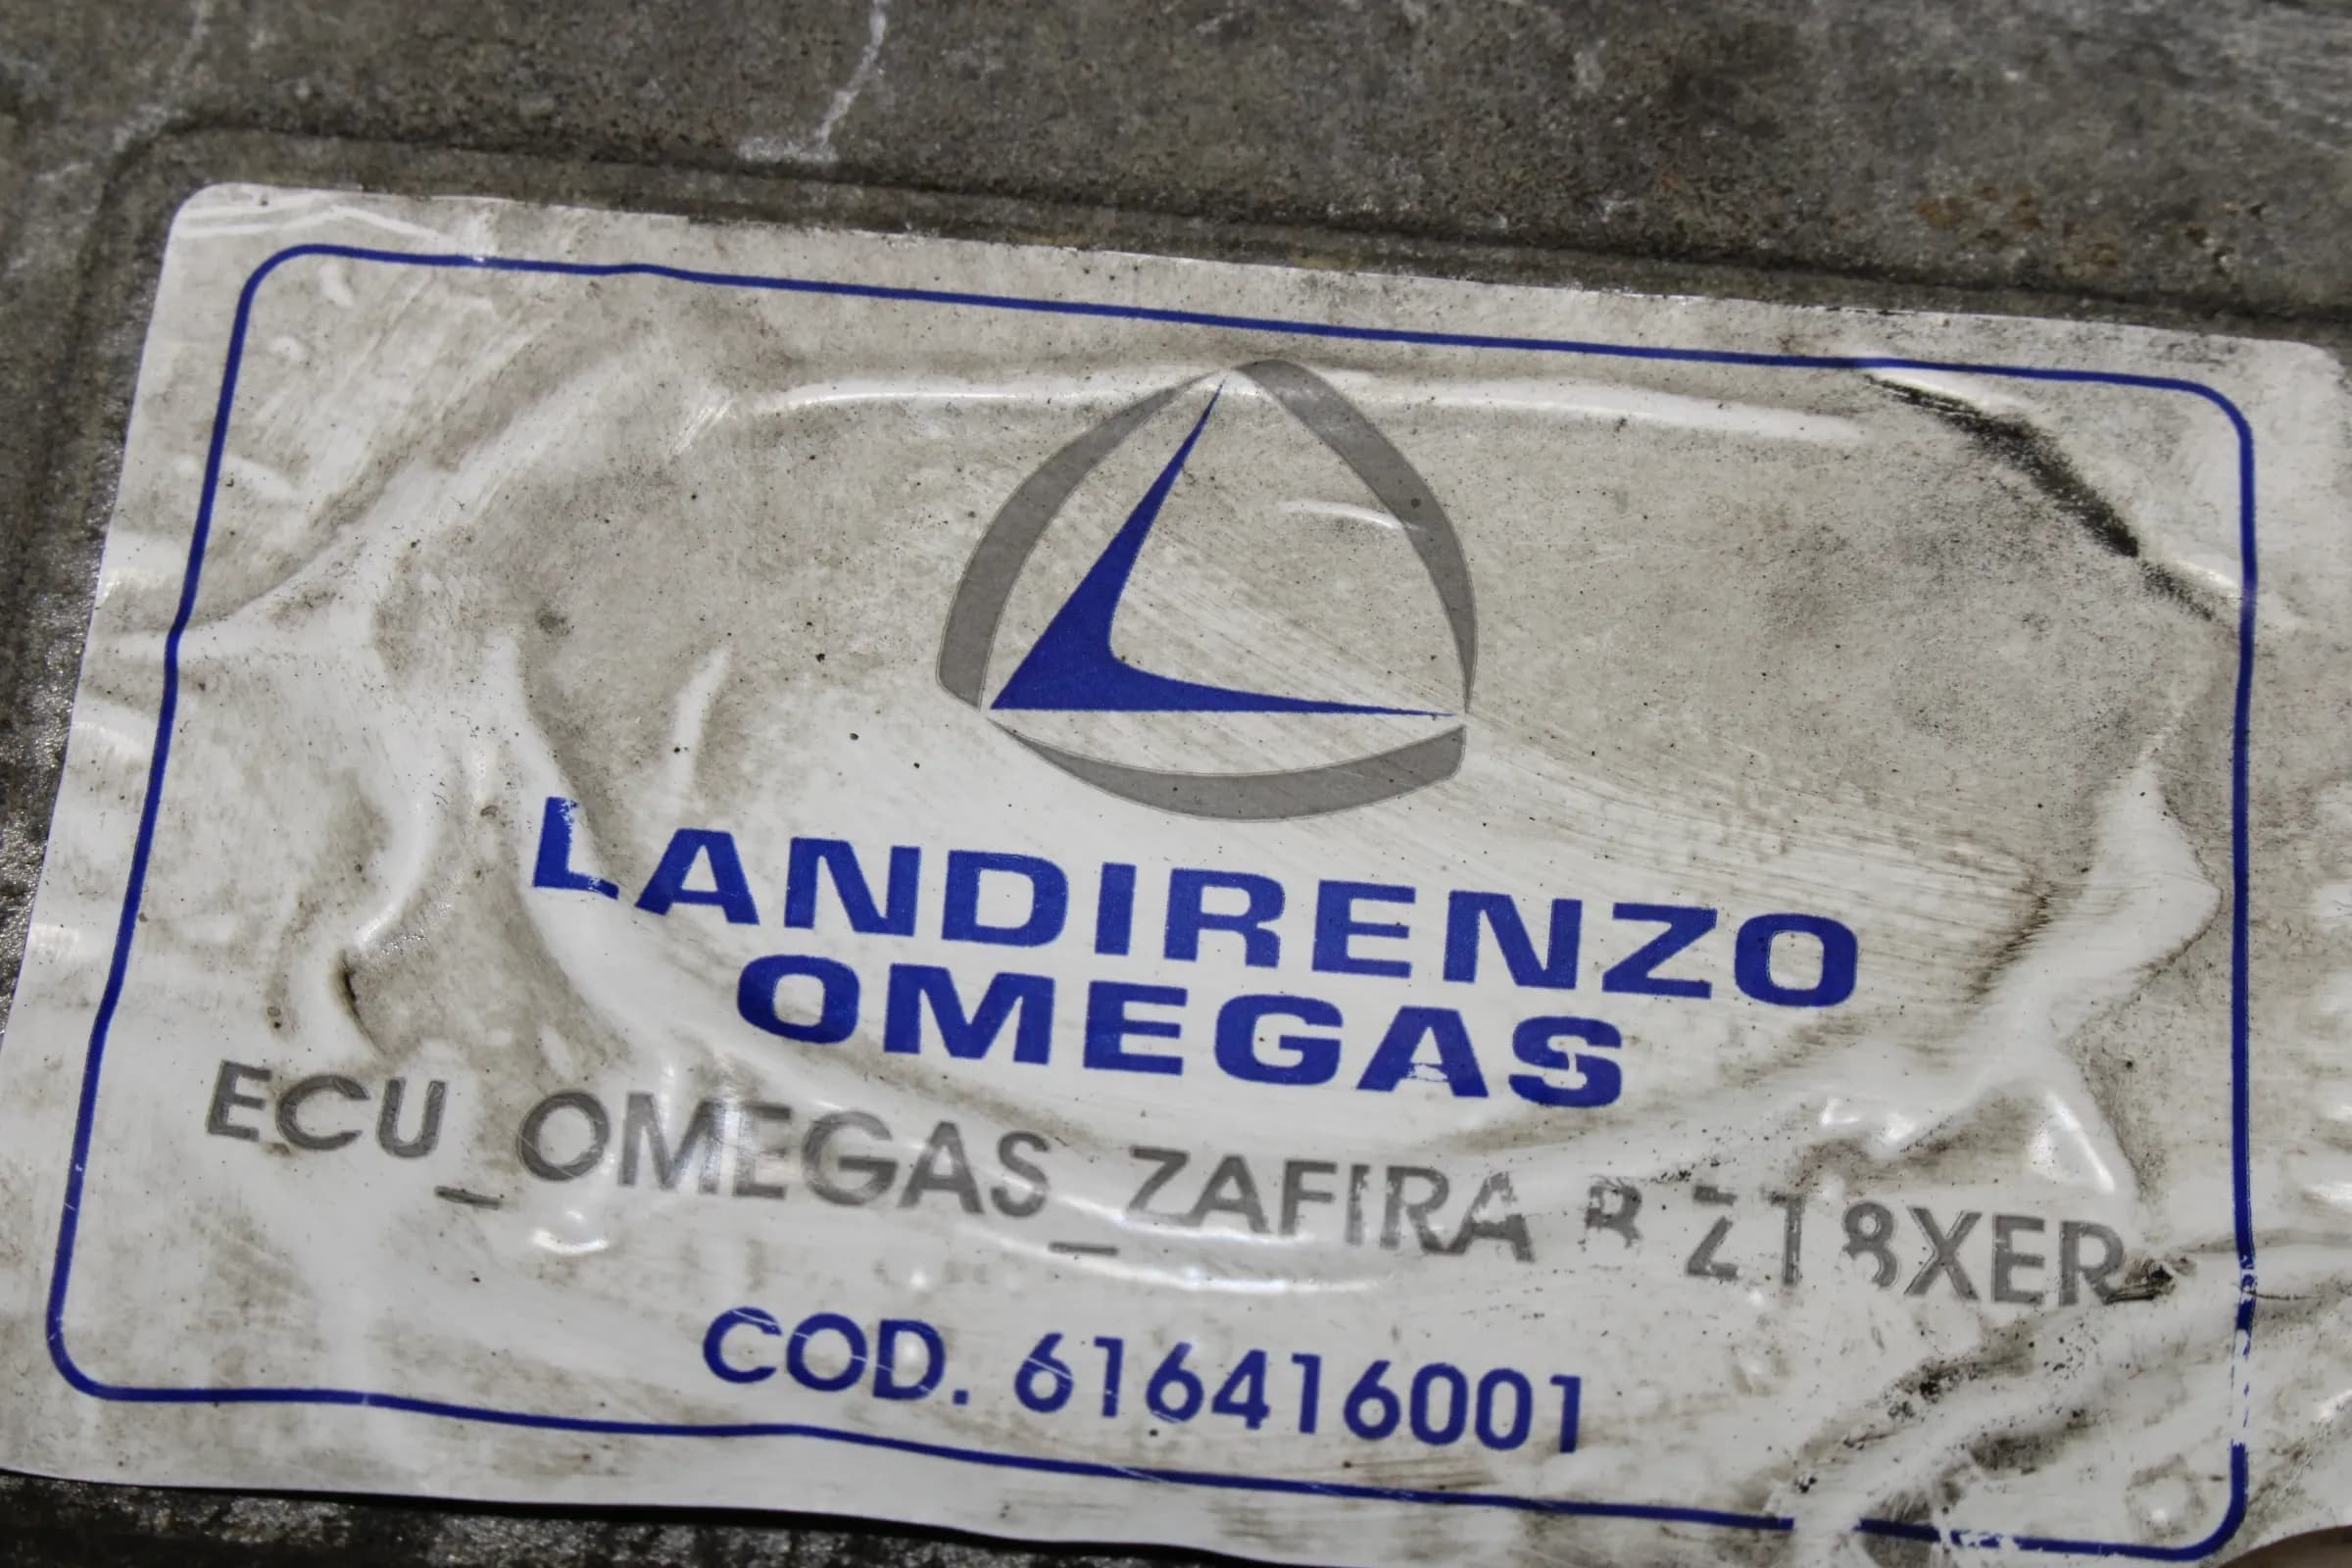 LANDIRENZO
OMEGAS
ECU_OMEGAS_ZAFIRA B Z18XER
COD. 616416001